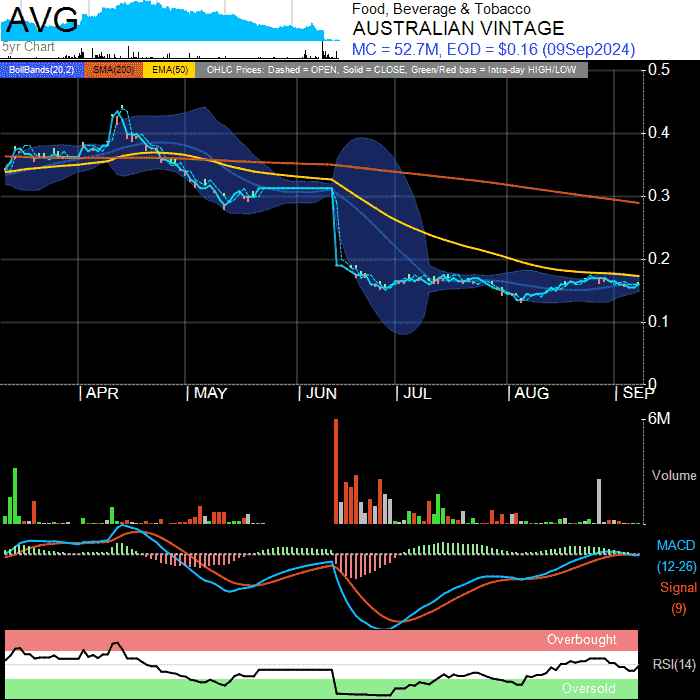 AVG
Food, Beverage & Tobacco
AUSTRALIAN VINTAGE
5yr Chart
MC = 52.7M, EOD = $0.16 (09Sep2024)
BollBands(20,2) SMA(200) EMA(50) OHLC Prices: Dashed = OPEN, Solid = CLOSE, Green/Red bars = Intra-day HIGH/LOW
0.5
0.4
0.3
0.2
0.1
0
| APR | MAY | JUN | JUL | AUG | SEP
6M
Volume
MACD
(12-26)
Signal
(9)
Overbought
RSI(14)
Oversold